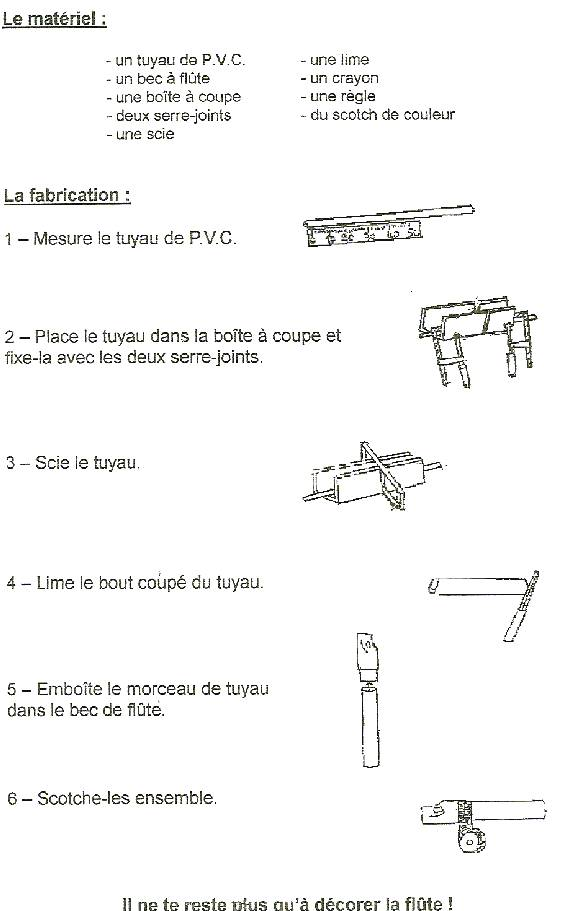 Le matériel :
- un tuyau de P.V.C.
- un bec à flûte
- une boîte à coupe
- deux serre-joints
- une scie
- une lime
- un crayon
- une règle
- du scotch de couleur
La fabrication :
1 – Mesure le tuyau de P.V.C.
2 – Place le tuyau dans la boîte à coupe et
fixe-la avec les deux serre-joints.
3 – Scie le tuyau.
4 – Lime le bout coupé du tuyau.
5 – Emboîte le morceau de tuyau
dans le bec de flûte.
6 – Scotche-les ensemble.
Il ne te reste plus qu'à décorer la flûte !